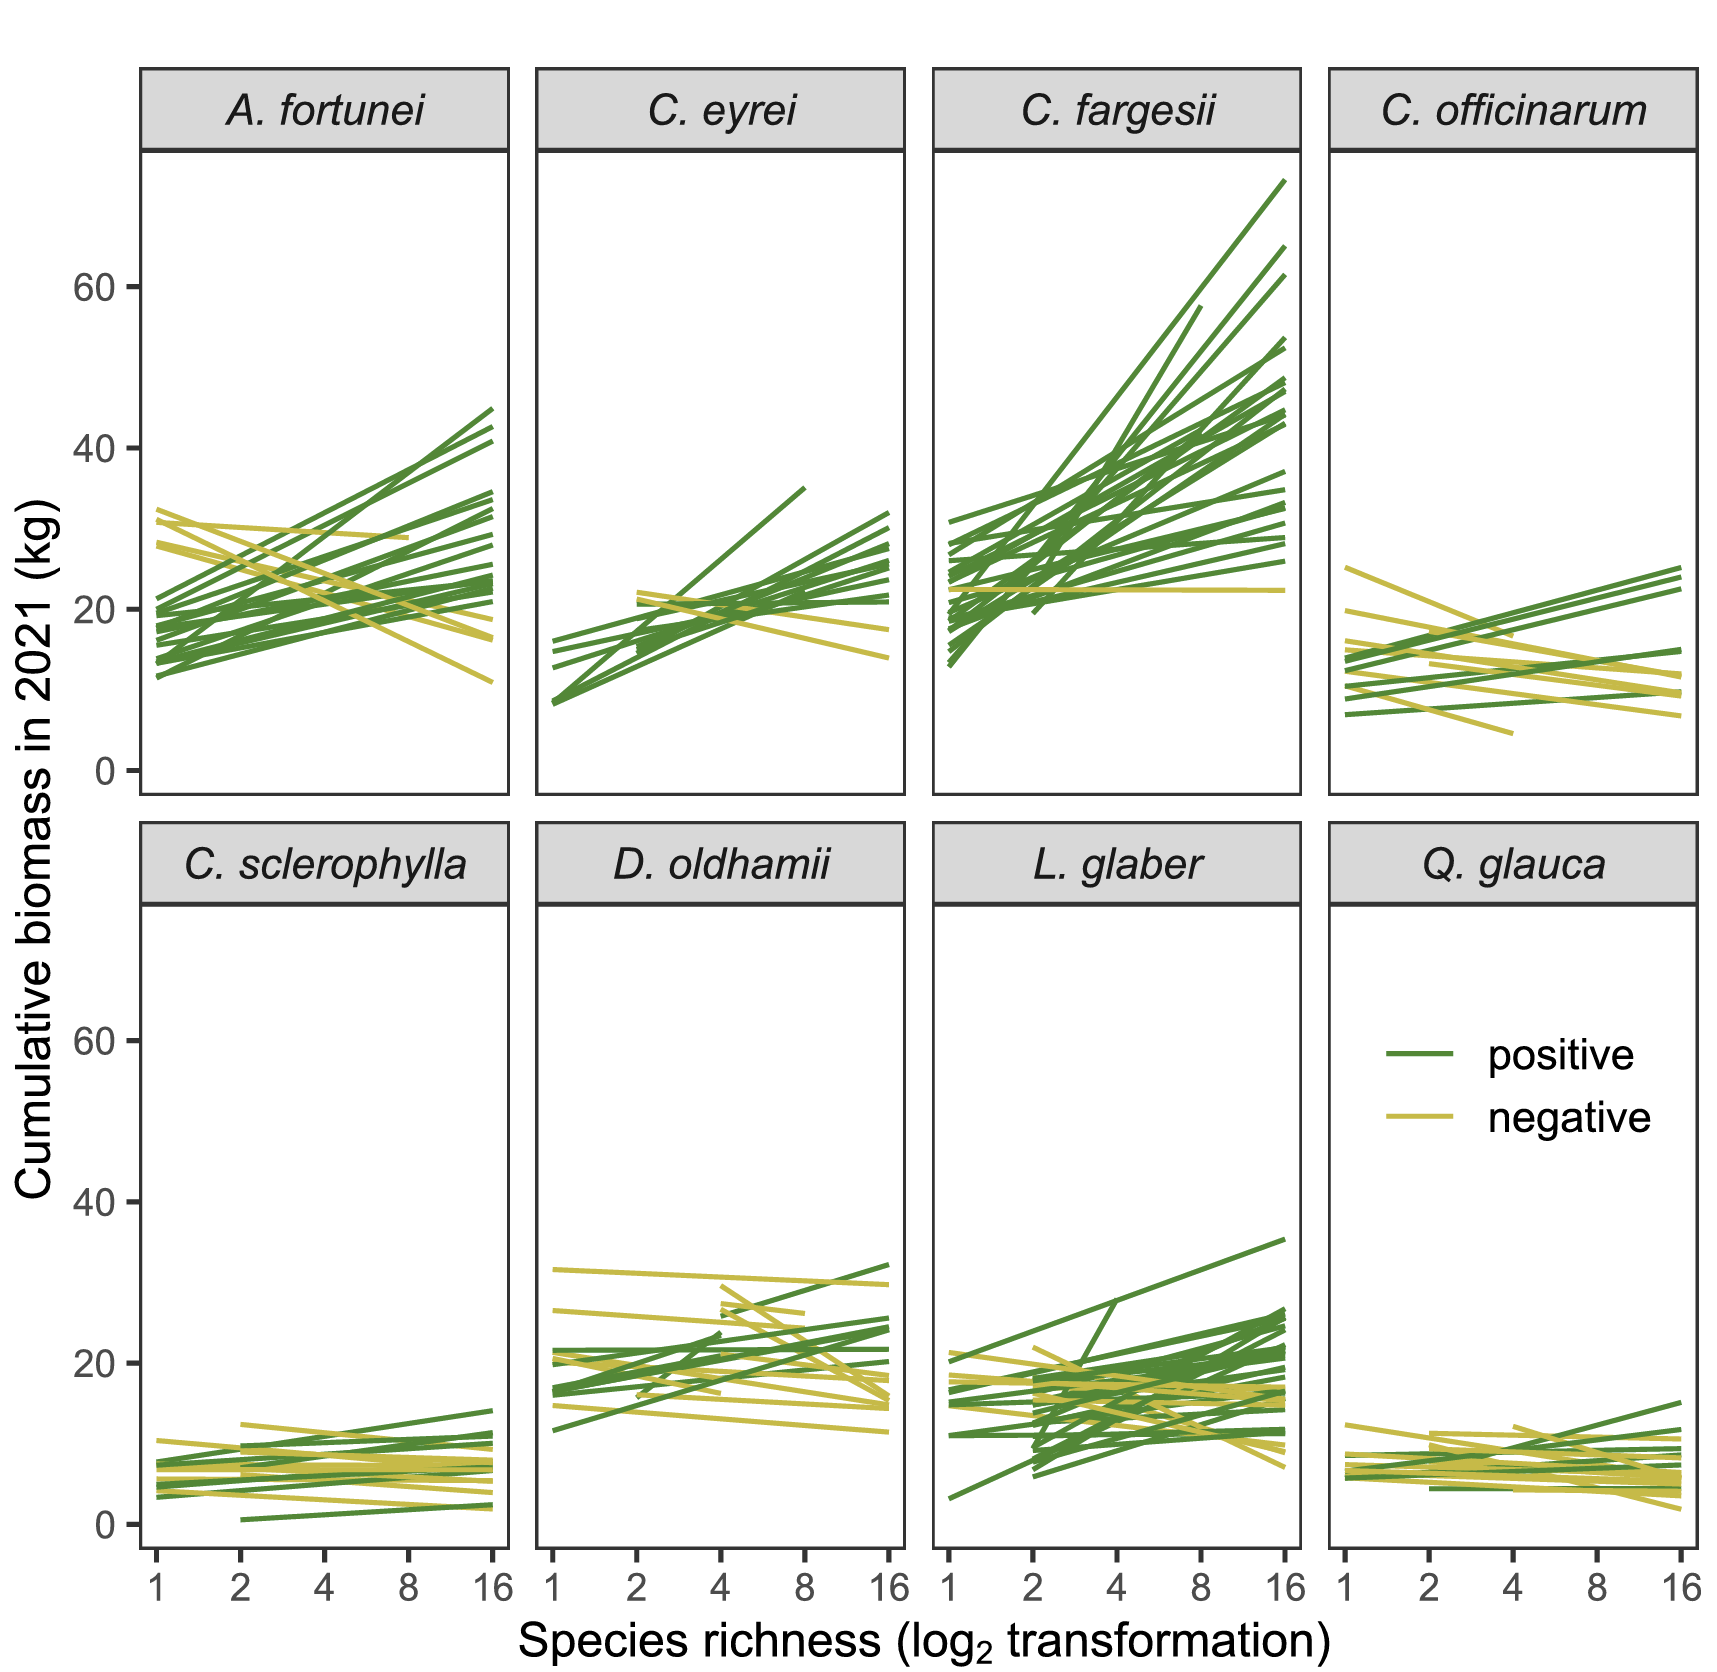 A. fortunei
C. eyrei
C. fargesii
C. officinarum
60
40
20
0
C. sclerophylla
D. oldhamii
L. glaber
Q. glauca
60
40
20
0
positive
negative
1 2 4 8 16
1 2 4 8 16
1 2 4 8 16
1 2 4 8 16
Species richness (log₂ transformation)
Cumulative biomass in 2021 (kg)